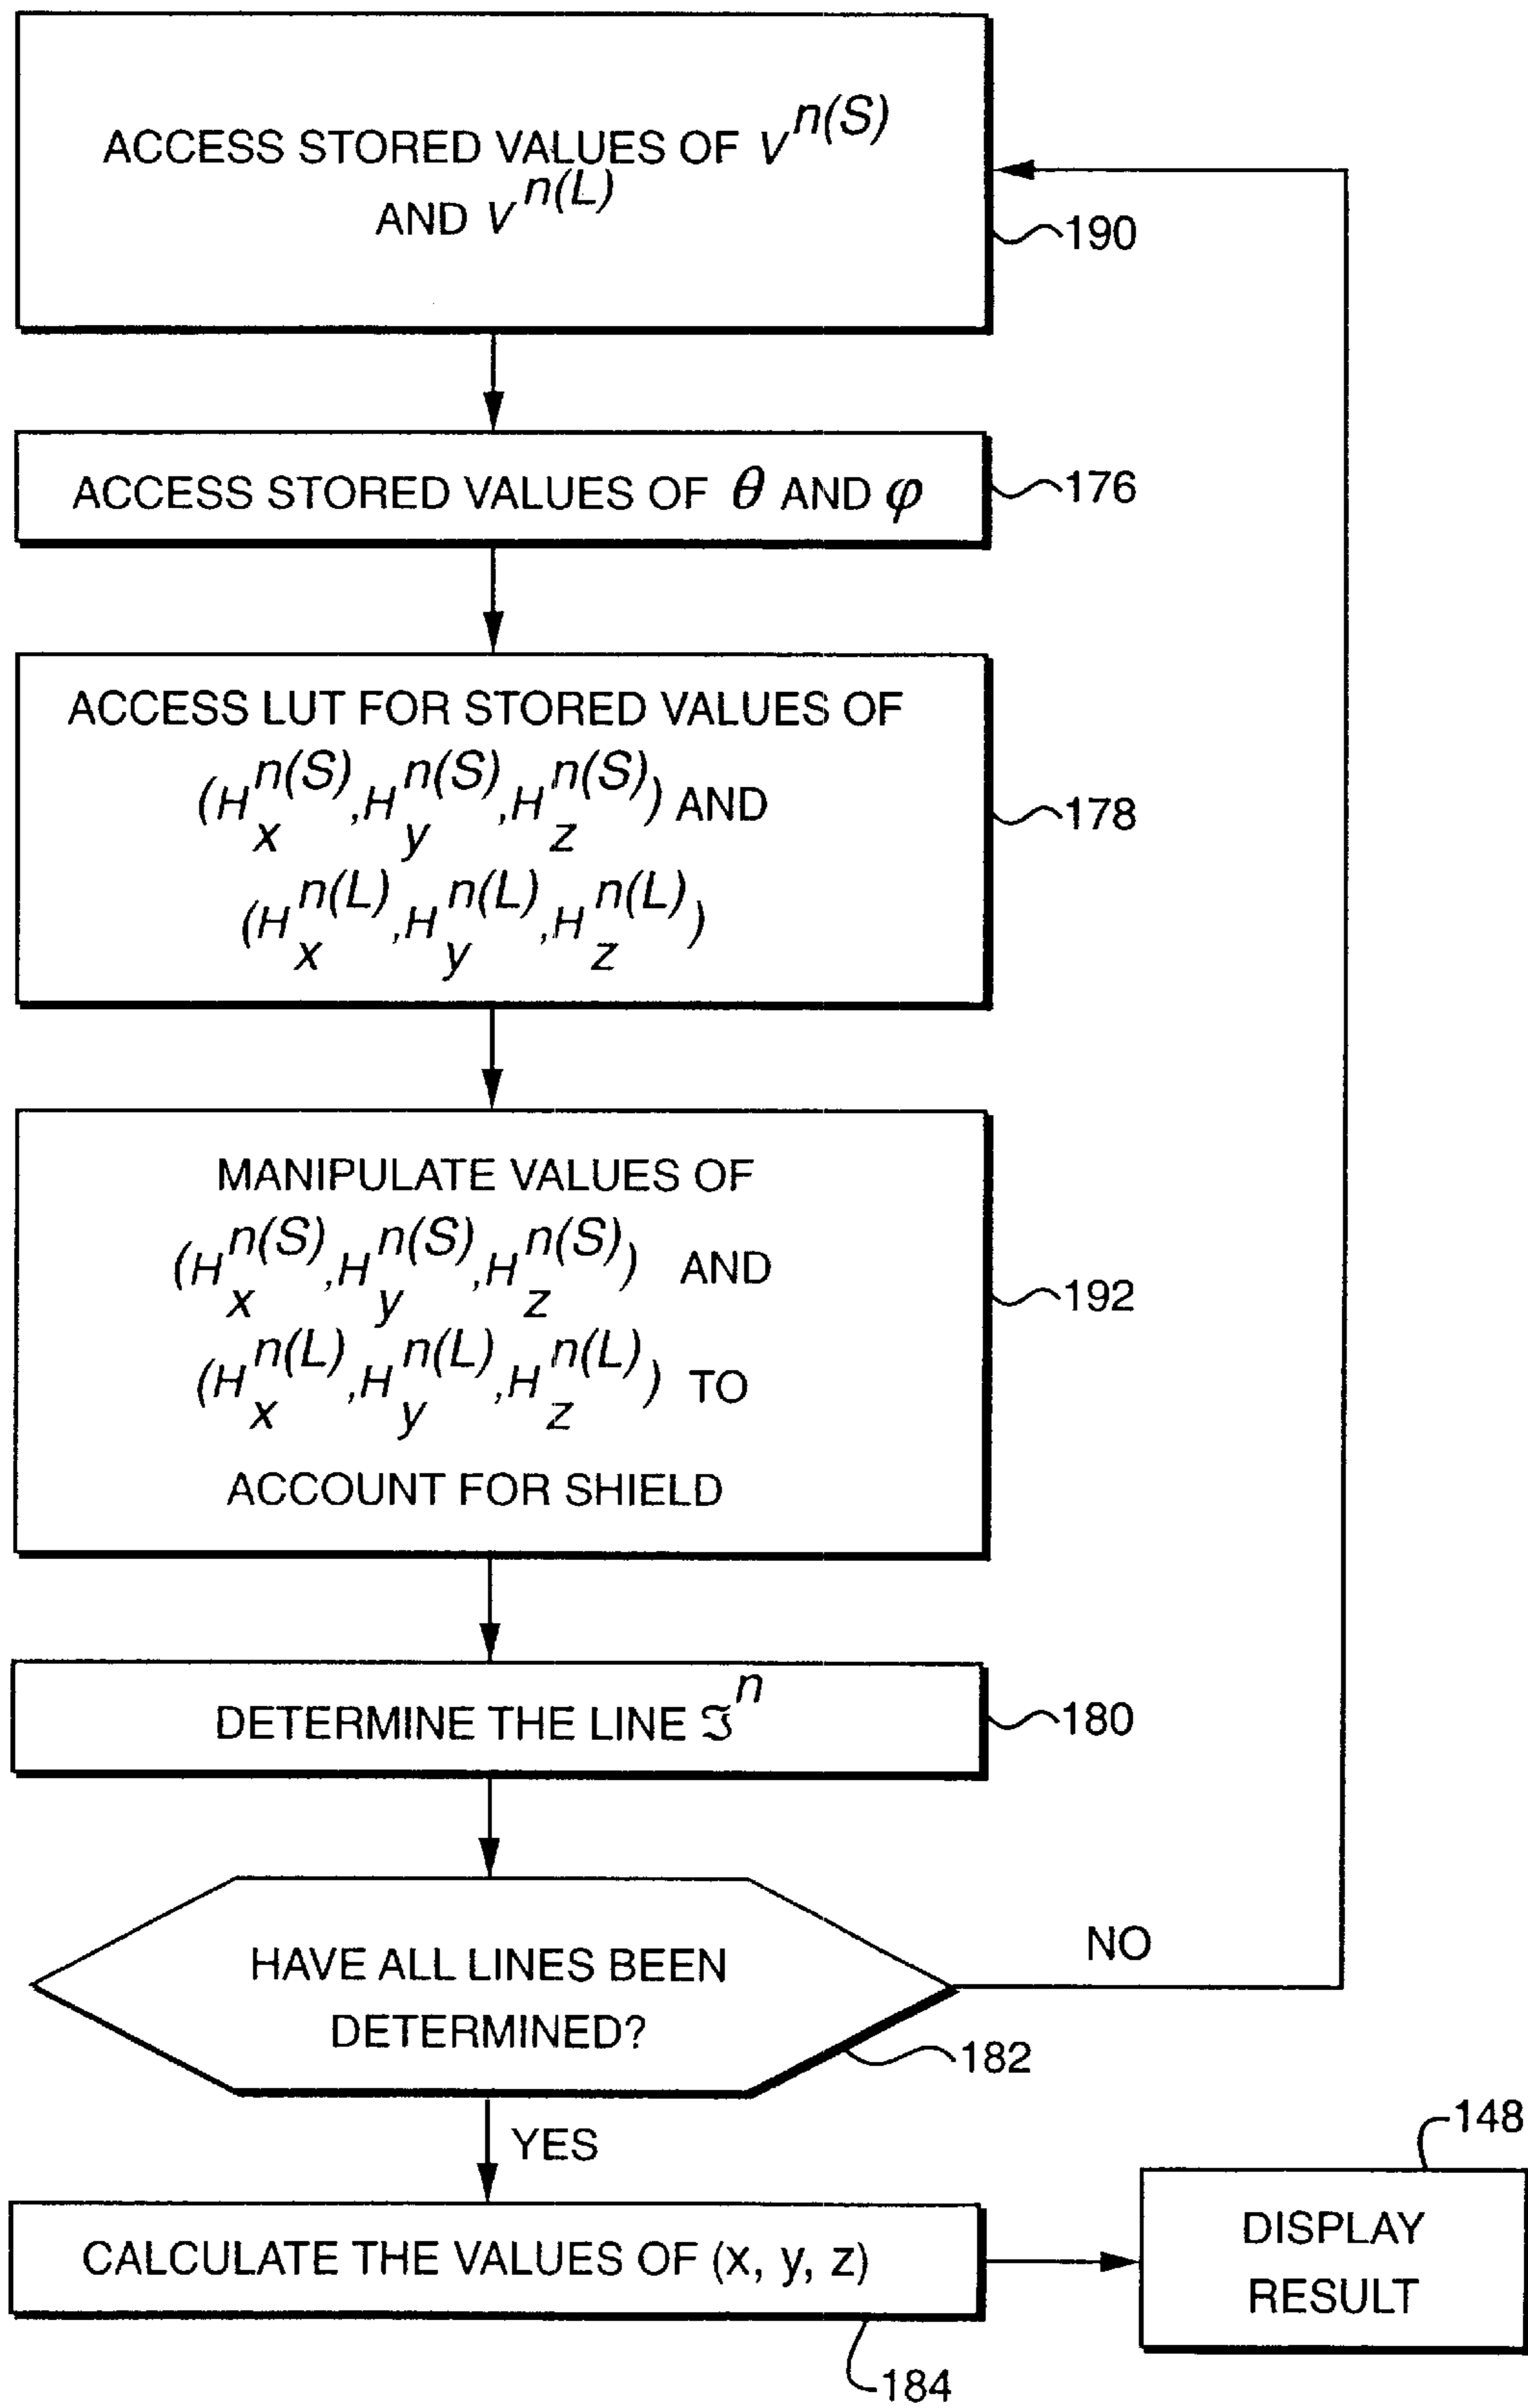 ACCESS STORED VALUES OF V^n(S)
AND V^n(L)
190
ACCESS STORED VALUES OF θ AND φ
176
ACCESS LUT FOR STORED VALUES OF
(H_x^n(S), H_y^n(S), H_z^n(S)) AND
(H_x^n(L), H_y^n(L), H_z^n(L))
178
MANIPULATE VALUES OF
(H_x^n(S), H_y^n(S), H_z^n(S)) AND
(H_x^n(L), H_y^n(L), H_z^n(L)) TO
ACCOUNT FOR SHIELD
192
DETERMINE THE LINE ℑ^n
180
HAVE ALL LINES BEEN
DETERMINED?
NO
182
YES
CALCULATE THE VALUES OF (x, y, z)
184
148
DISPLAY
RESULT